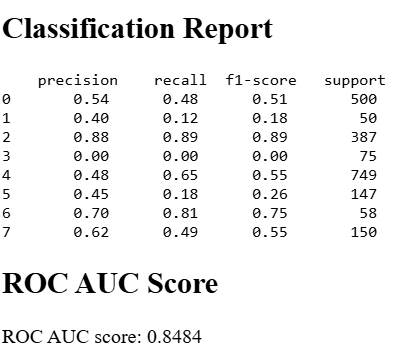 Classification Report
precision recall f1-score support
0 0.54 0.48 0.51 500
1 0.40 0.12 0.18 50
2 0.88 0.89 0.89 387
3 0.00 0.00 0.00 75
4 0.48 0.65 0.55 749
5 0.45 0.18 0.26 147
6 0.70 0.81 0.75 58
7 0.62 0.49 0.55 150
ROC AUC Score
ROC AUC score: 0.8484